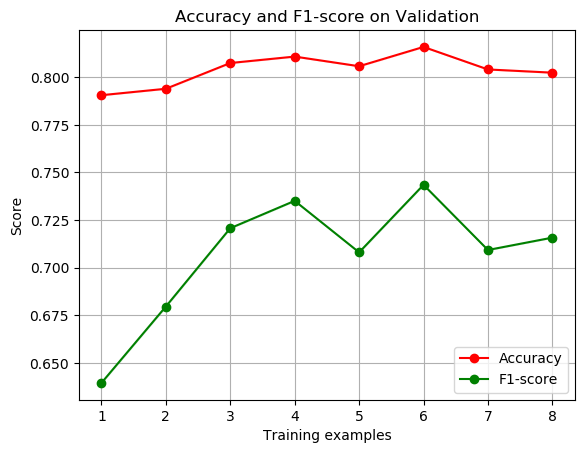 Accuracy and F1-score on Validation
Score
0.800
0.775
0.750
0.725
0.700
0.675
0.650
Accuracy
F1-score
1 2 3 4 5 6 7 8
Training examples